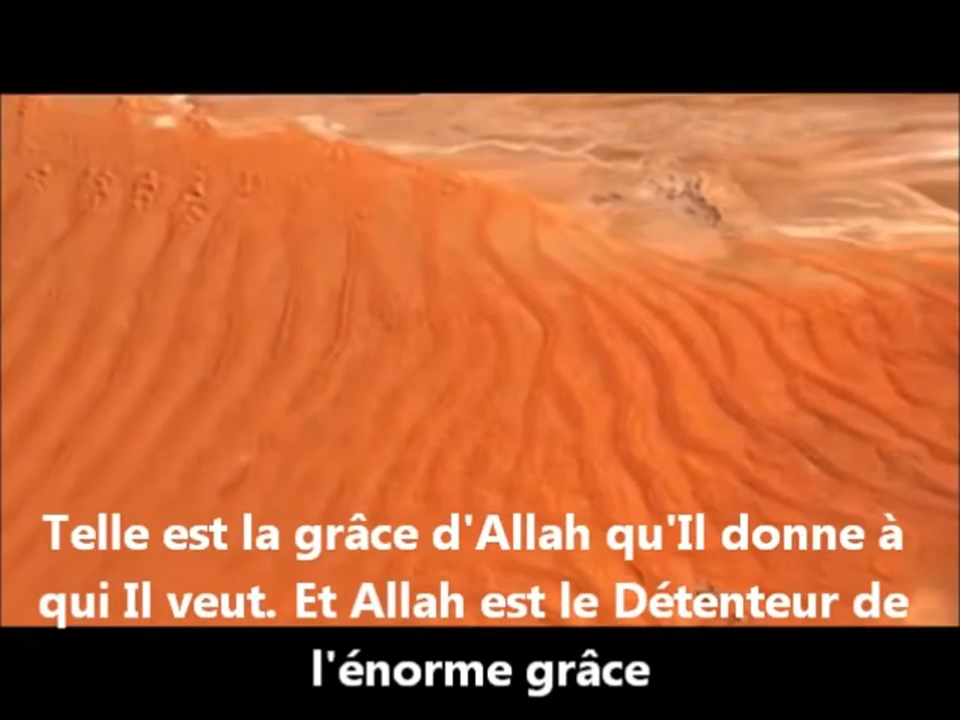 Telle est la grâce d'Allah qu'Il donne à
qui Il veut. Et Allah est le Détenteur de
l'énorme grâce